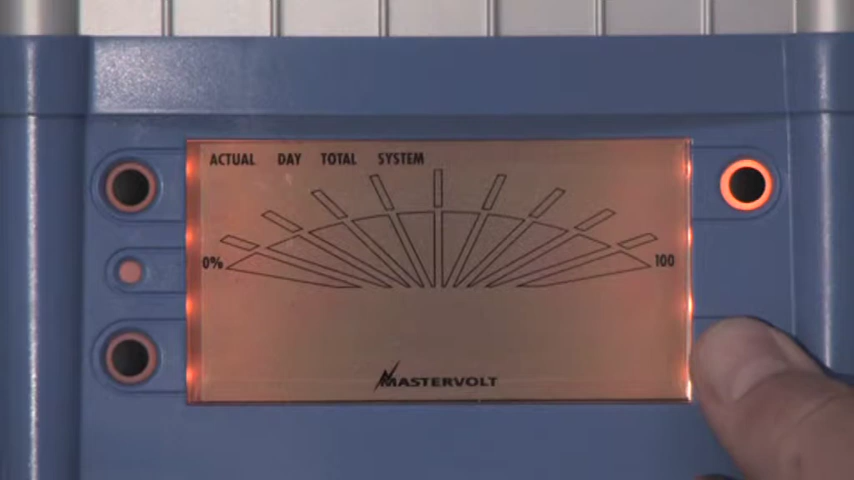 ACTUAL DAY TOTAL SYSTEM
0% 100
MASTERVOLT